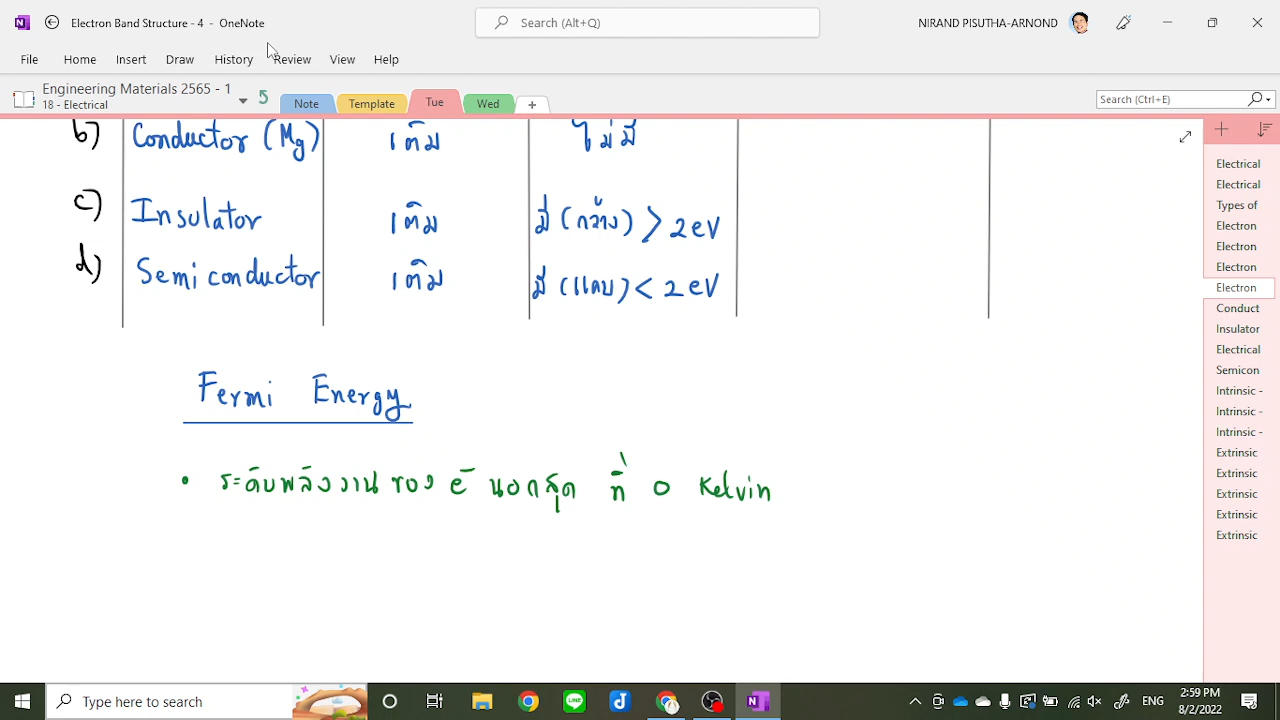 Electron Band Structure - 4 - OneNote
Search (Alt+Q)
NIRAND PISUTHA-ARNOND
File Home Insert Draw History Review View Help
Engineering Materials 2565 - 1
18 - Electrical
Note Template Tue Wed +
Search (Ctrl+E)
b) Conductor (Mg) เต็ม ไม่มี
c) Insulator เต็ม มี (กว้าง) > 2 eV
d) Semiconductor เต็ม มี (แคบ) < 2 eV
Fermi Energy
• ระดับพลังงานของ e⁻ นอกสุด ที่ 0 Kelvin
Electrical
Electrical
Types of
Electron
Electron
Electron
Electron
Conduct
Insulator
Electrical
Semicon
Intrinsic -
Intrinsic -
Intrinsic -
Extrinsic
Extrinsic
Extrinsic
Extrinsic
Extrinsic
Type here to search
ENG
2:59 PM
8/2/2022